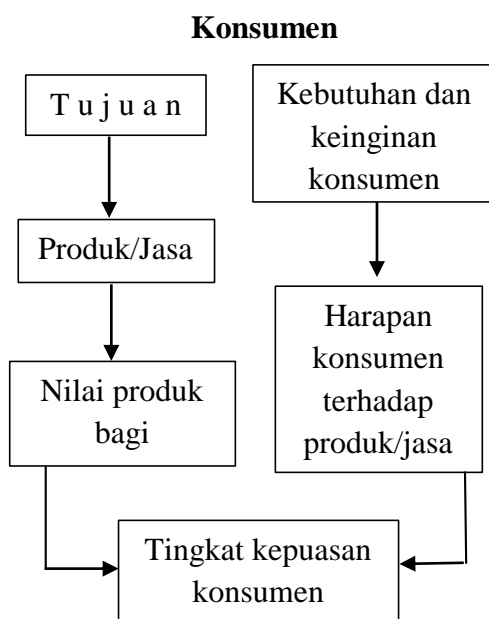 Konsumen
T u j u a n
Produk/Jasa
Nilai produk
bagi
Kebutuhan dan
keinginan
konsumen
Harapan
konsumen
terhadap
produk/jasa
Tingkat kepuasan
konsumen